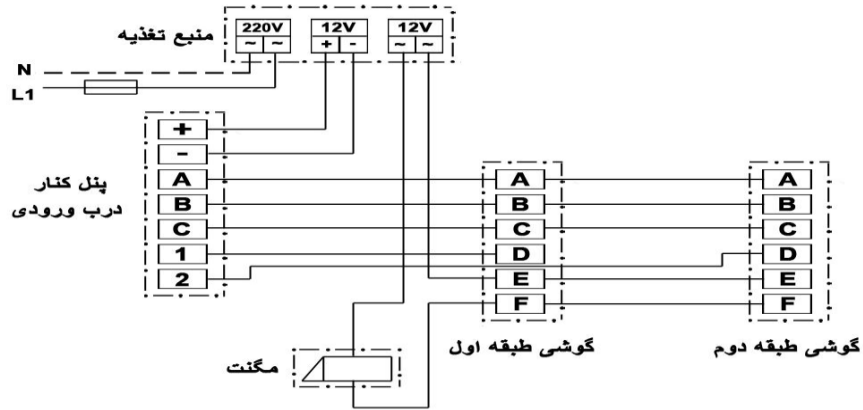 منبع تغذیه
220V 12V 12V
~ ~ + - ~ ~
N
L1
پنل کنار
درب ورودی
+
-
A
B
C
1
2
A
B
C
D
E
F
گوشی طبقه اول
A
B
C
D
E
F
گوشی طبقه دوم
مگنت